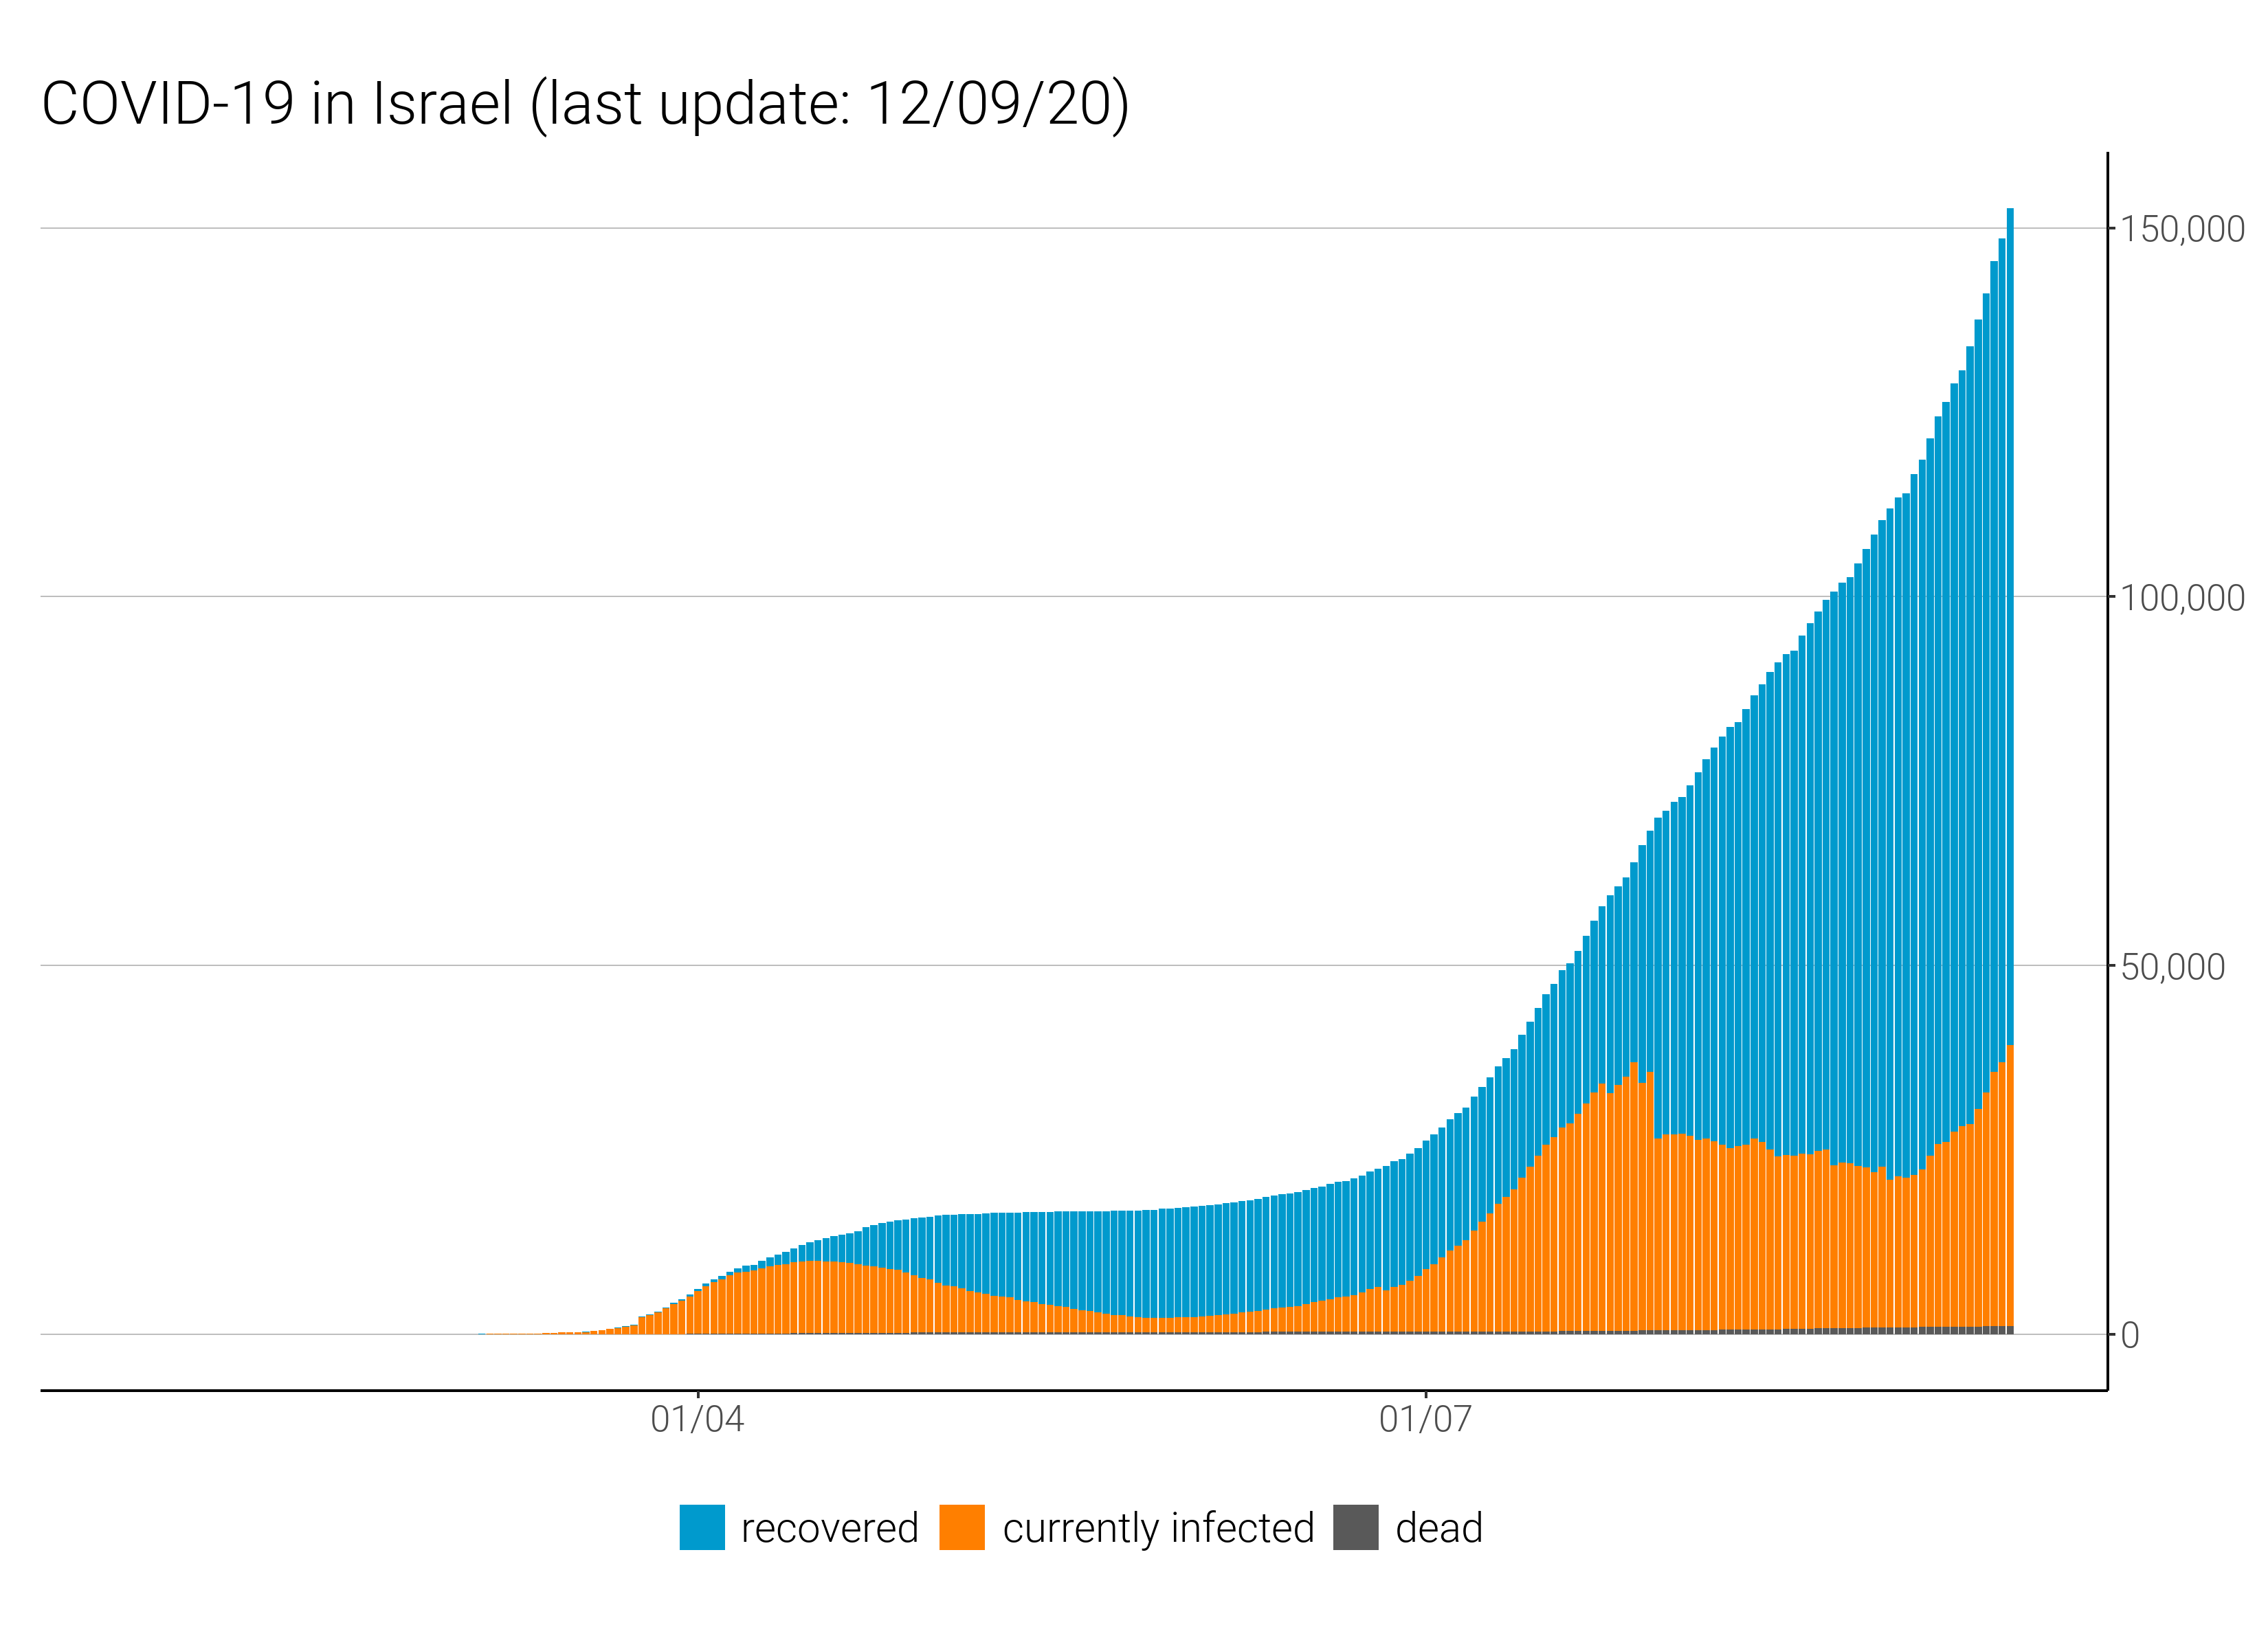 COVID-19 in Israel (last update: 12/09/20)
150,000
100,000
50,000
0
01/04 01/07
recovered currently infected dead